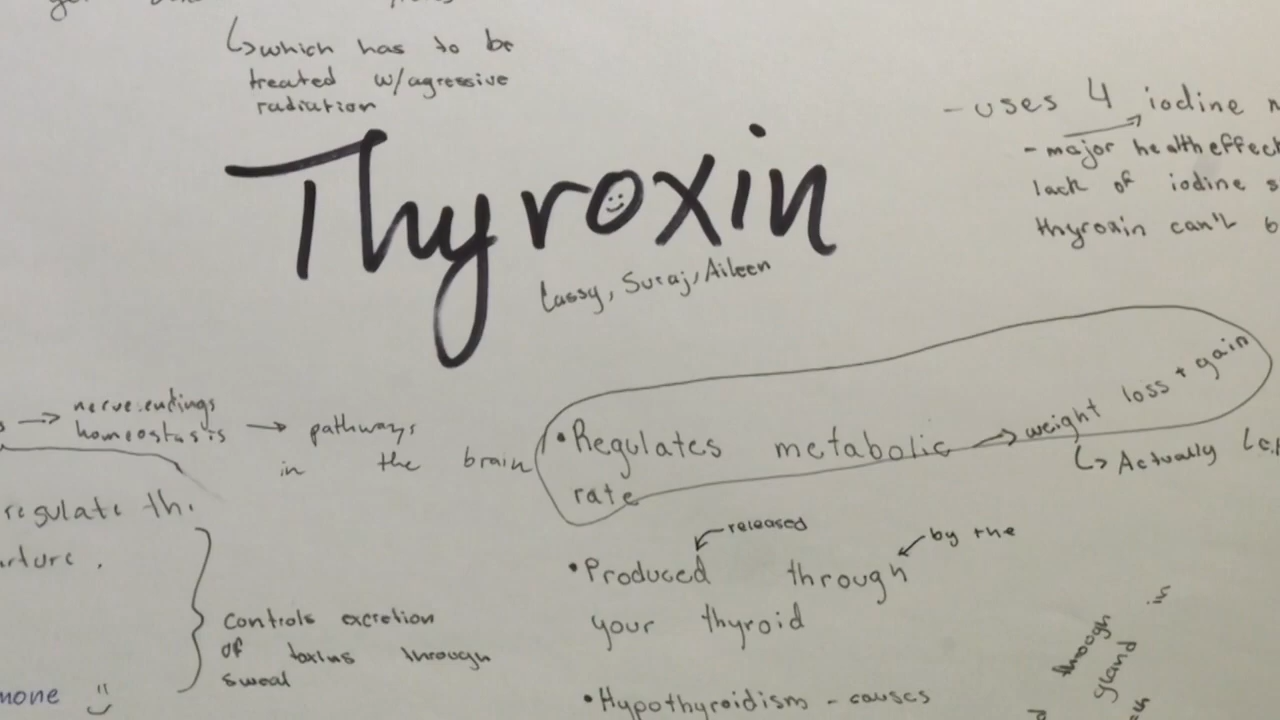 which has to be
treated w/agressive
radiation
Thyroxin
Cassy, Suraj, Aileen
- uses 4 iodine
- major health effect
lack of iodine
thyroxin can't
nerve endings
homeostasis → pathways
in the brain
regulate th.
controls excretion
of toxins through
sweat
• Regulates metabolic → weight loss + gain
rate
↳ Actually
released
by the
• Produced through
your thyroid
• Hypothyroidism - causes
through
gland
in